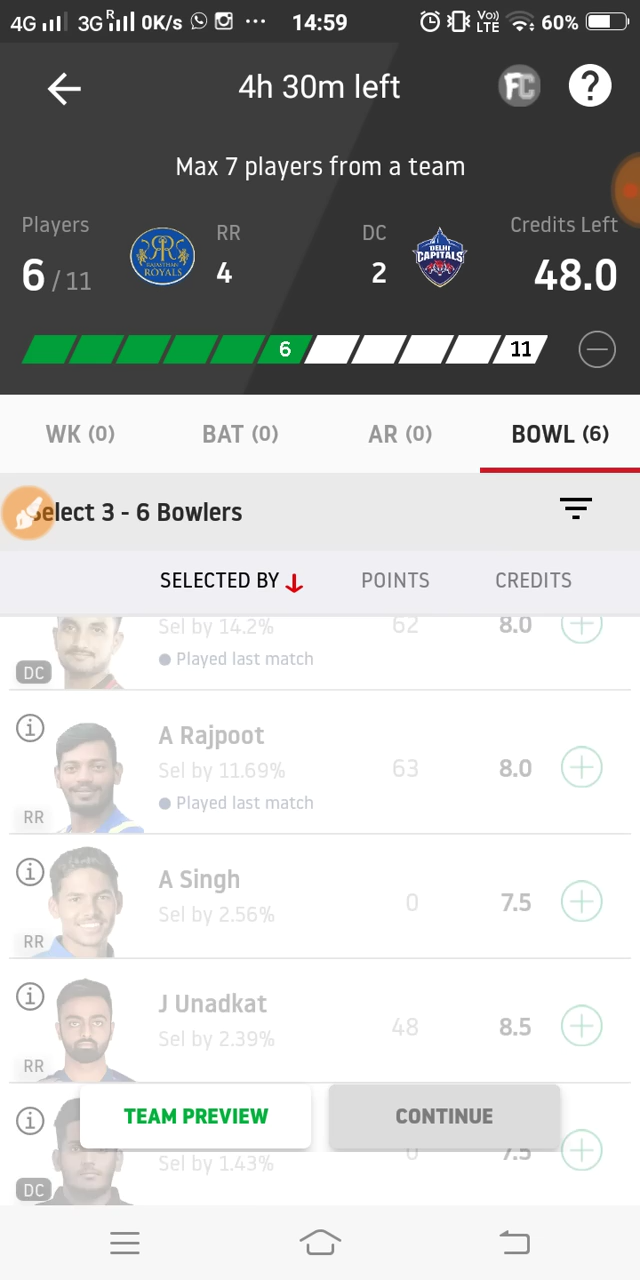 4G 3G R 0K/s ... 14:59 Vo) LTE 60%
4h 30m left FC ?
Max 7 players from a team
Players RR DC Credits Left
6 / 11 RAJASTHAN ROYALS 4 2 DELHI CAPITALS 48.0
6 11
WK (0) BAT (0) AR (0) BOWL (6)
elect 3 - 6 Bowlers
SELECTED BY POINTS CREDITS
Sel by 14.2% 62 8.0
DC Played last match
A Rajpoot
Sel by 11.69% 63 8.0
RR Played last match
A Singh
Sel by 2.56% 0 7.5
RR
J Unadkat
Sel by 2.39% 48 8.5
RR
TEAM PREVIEW CONTINUE
Sel by 1.43% 0 7.5
DC